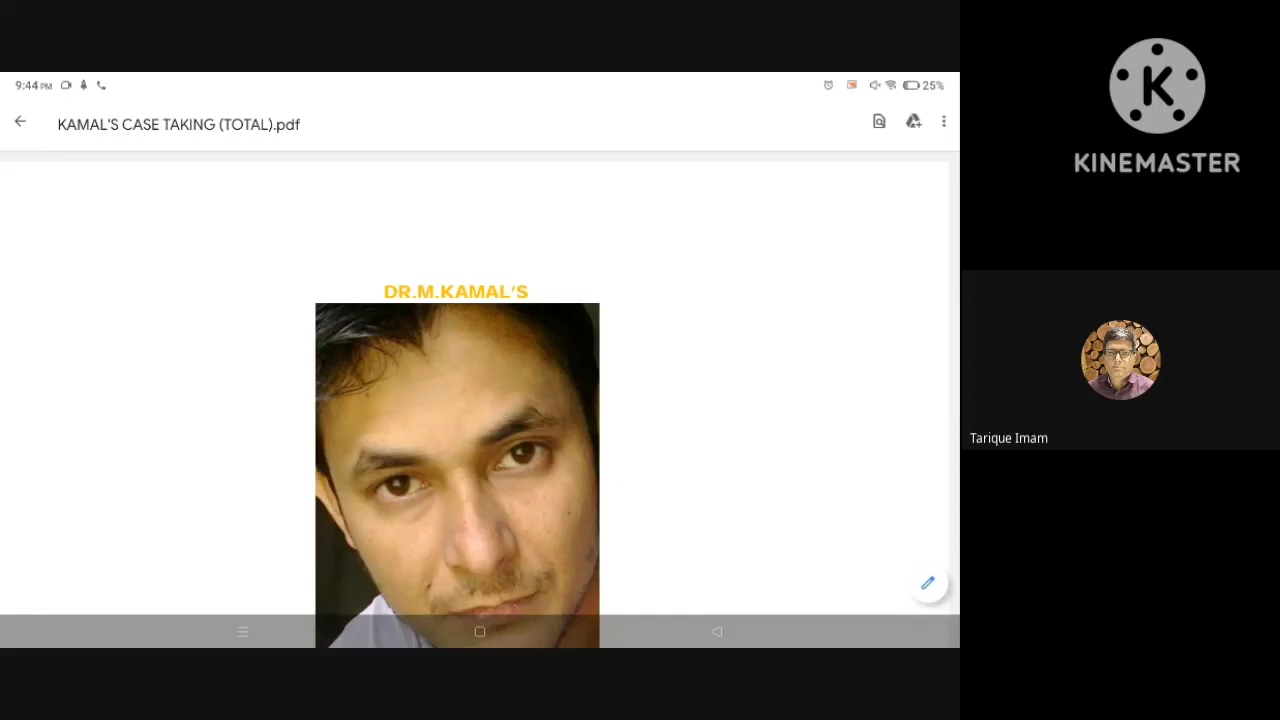 9:44 PM
25%
KAMAL'S CASE TAKING (TOTAL).pdf
DR.M.KAMAL'S
K
KINEMASTER
Tarique Imam